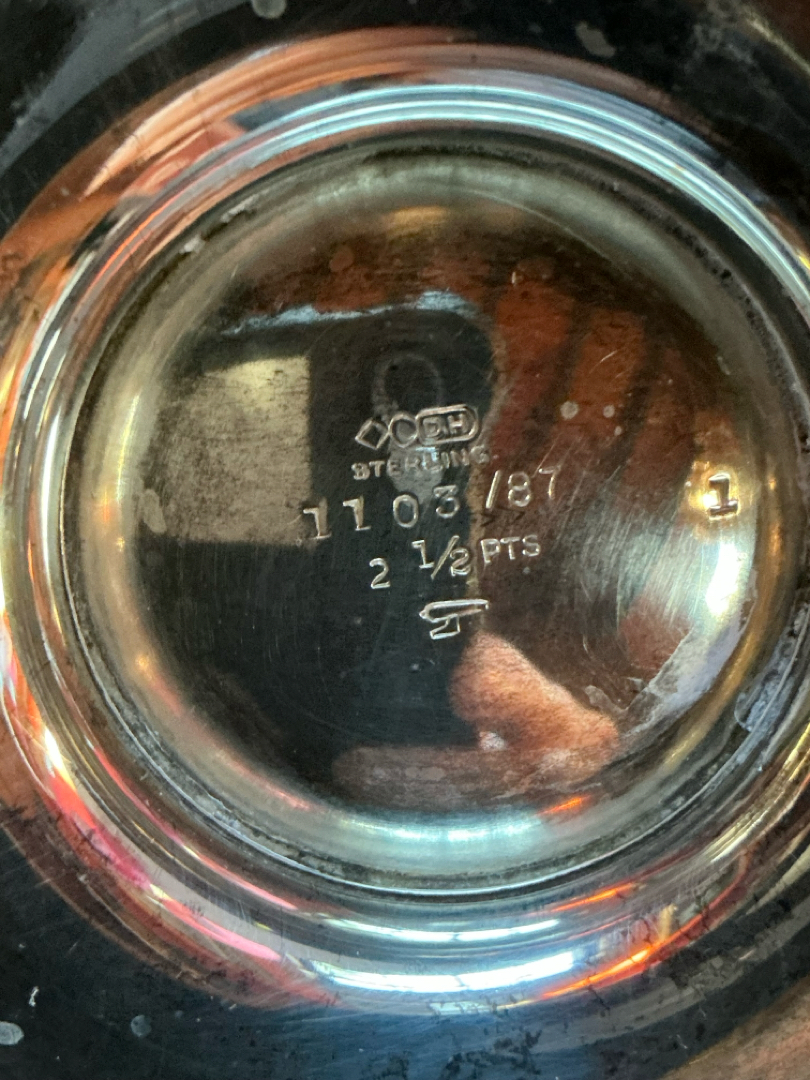 D.H
STERLING
1103 /87
2 1/2 PTS
1